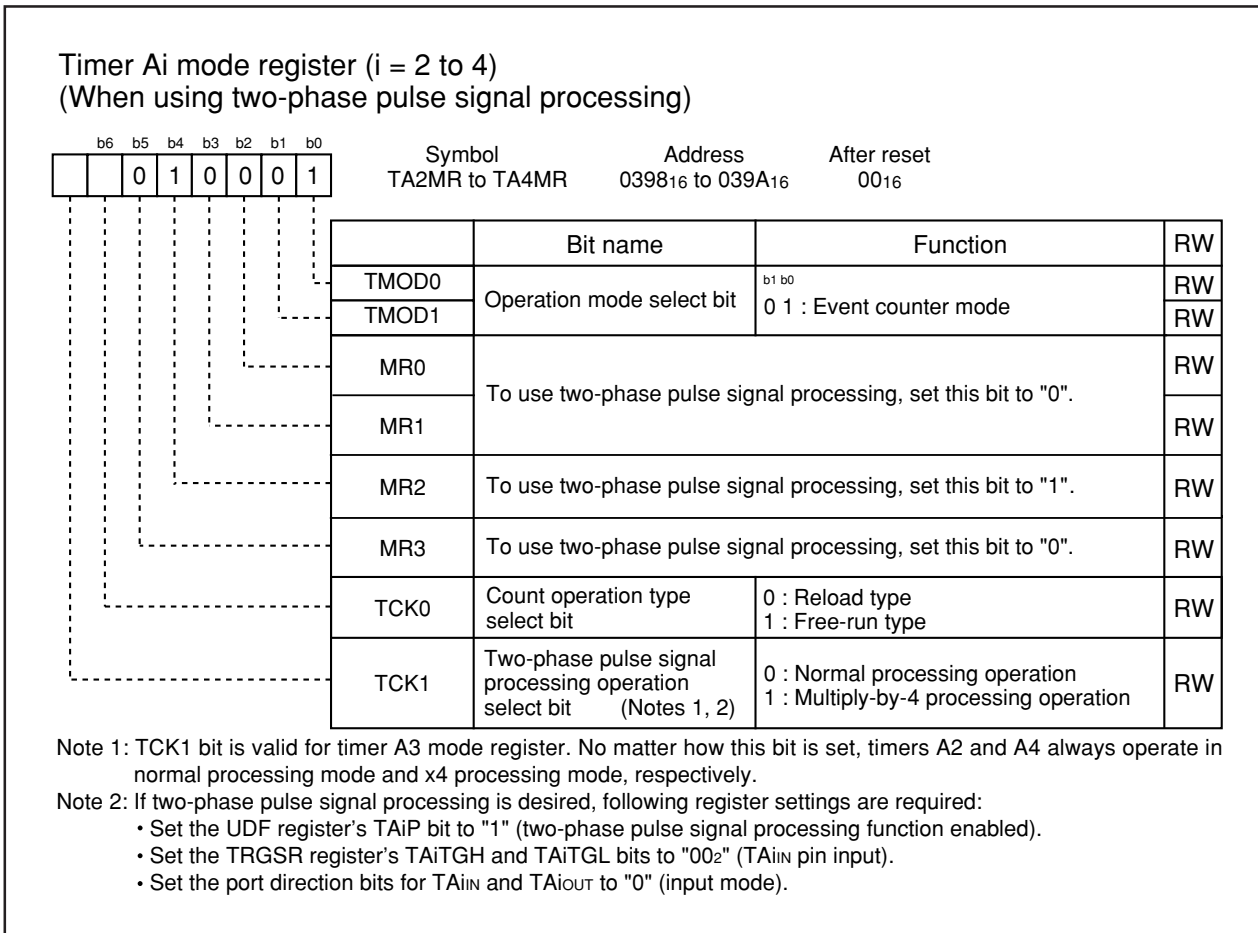 Timer Ai mode register (i = 2 to 4)
(When using two-phase pulse signal processing)
b6 b5 b4 b3 b2 b1 b0
0 1 0 0 0 1
Symbol Address After reset
TA2MR to TA4MR 039816 to 039A16 0016
Bit name Function RW
TMOD0 Operation mode select bit b1 b0 RW
TMOD1 0 1 : Event counter mode RW
MR0 RW
To use two-phase pulse signal processing, set this bit to "0".
MR1 RW
MR2 To use two-phase pulse signal processing, set this bit to "1". RW
MR3 To use two-phase pulse signal processing, set this bit to "0". RW
TCK0 Count operation type select bit 0 : Reload type RW
1 : Free-run type
TCK1 Two-phase pulse signal processing operation select bit (Notes 1, 2) 0 : Normal processing operation RW
1 : Multiply-by-4 processing operation
Note 1: TCK1 bit is valid for timer A3 mode register. No matter how this bit is set, timers A2 and A4 always operate in
normal processing mode and x4 processing mode, respectively.
Note 2: If two-phase pulse signal processing is desired, following register settings are required:
• Set the UDF register's TAiP bit to "1" (two-phase pulse signal processing function enabled).
• Set the TRGSR register's TAiTGH and TAiTGL bits to "002" (TAiIN pin input).
• Set the port direction bits for TAiIN and TAiOUT to "0" (input mode).